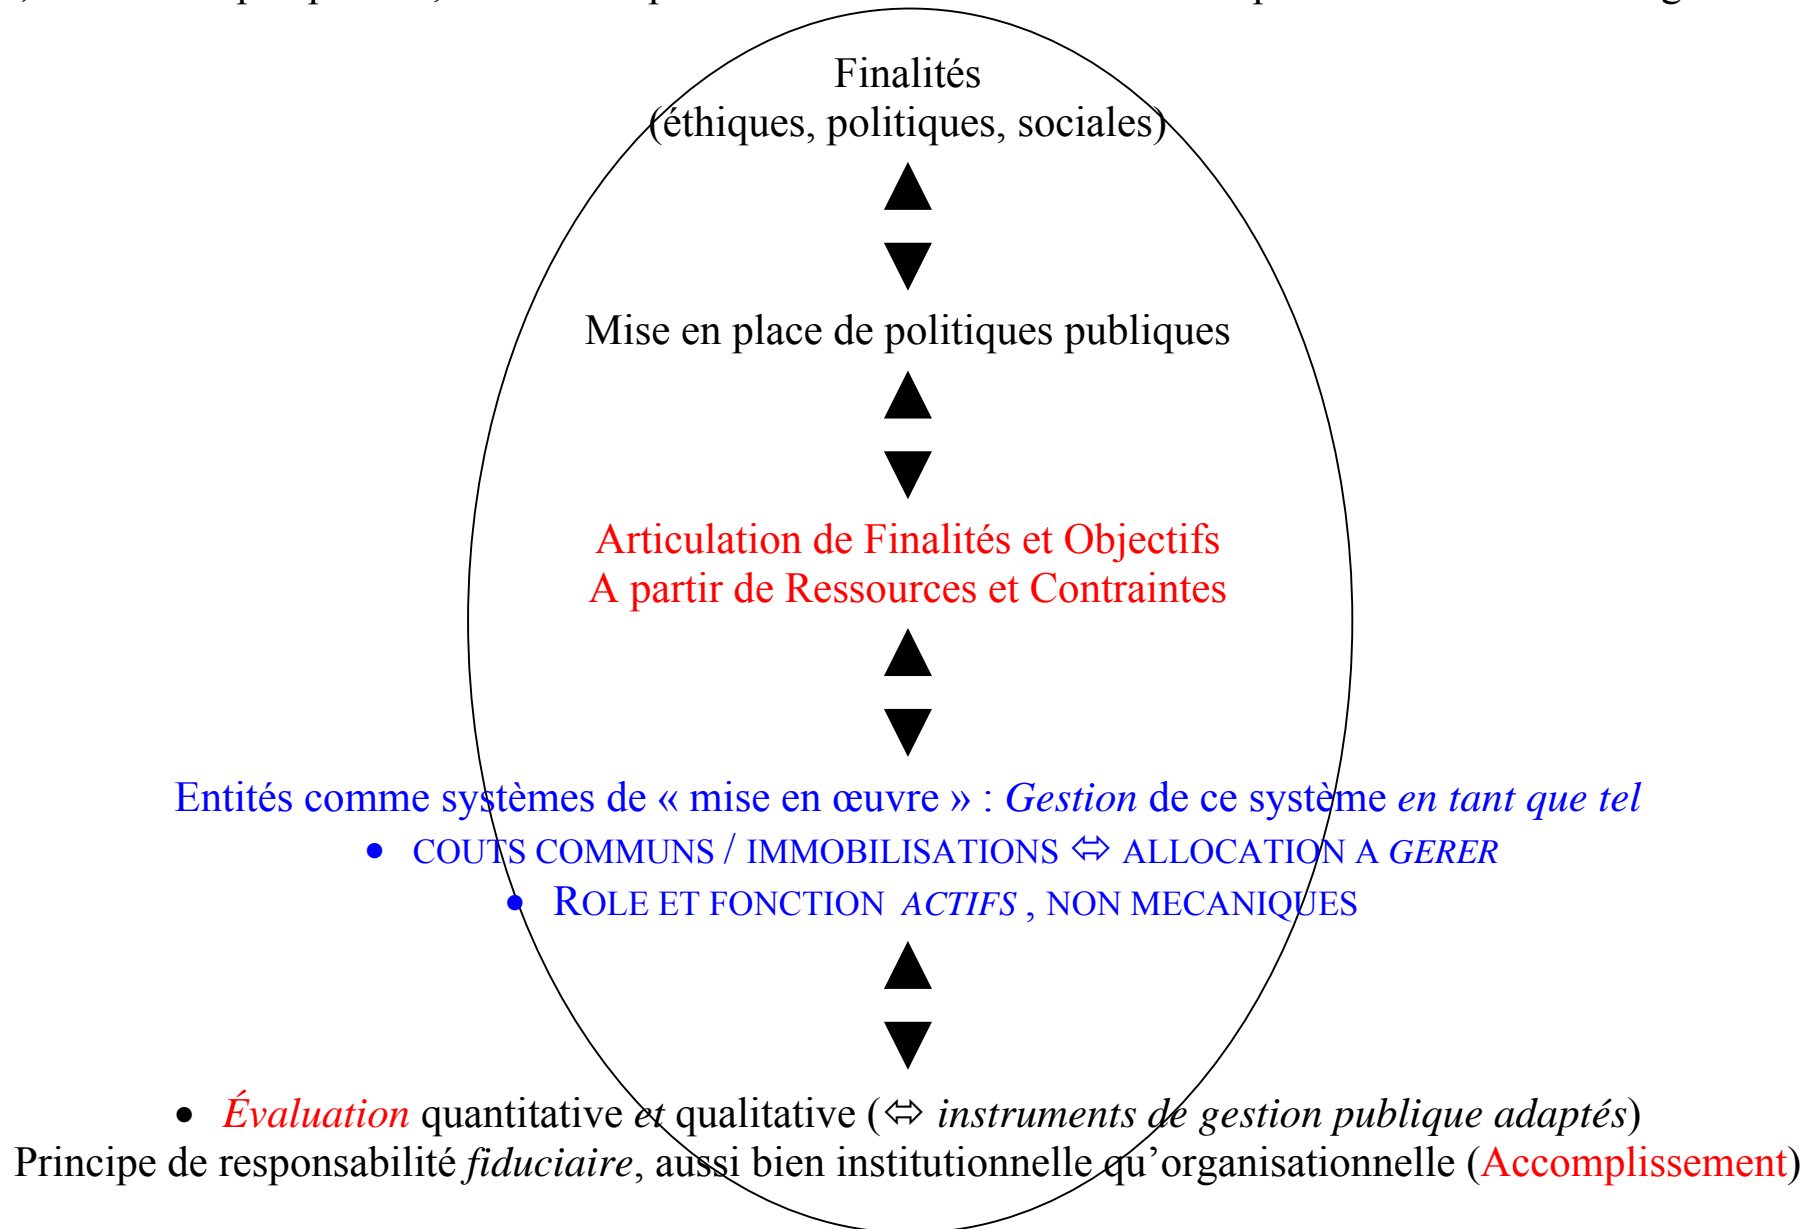 Finalités
(éthiques, politiques, sociales)
Mise en place de politiques publiques
Articulation de Finalités et Objectifs
A partir de Ressources et Contraintes
Entités comme systèmes de « mise en œuvre » : Gestion de ce système en tant que tel
• COUTS COMMUNS / IMMOBILISATIONS ⇔ ALLOCATION A GERER
• ROLE ET FONCTION ACTIFS , NON MECANIQUES
• Évaluation quantitative et qualitative (⇔ instruments de gestion publique adaptés)
Principe de responsabilité fiduciaire, aussi bien institutionnelle qu’organisationnelle (Accomplissement)